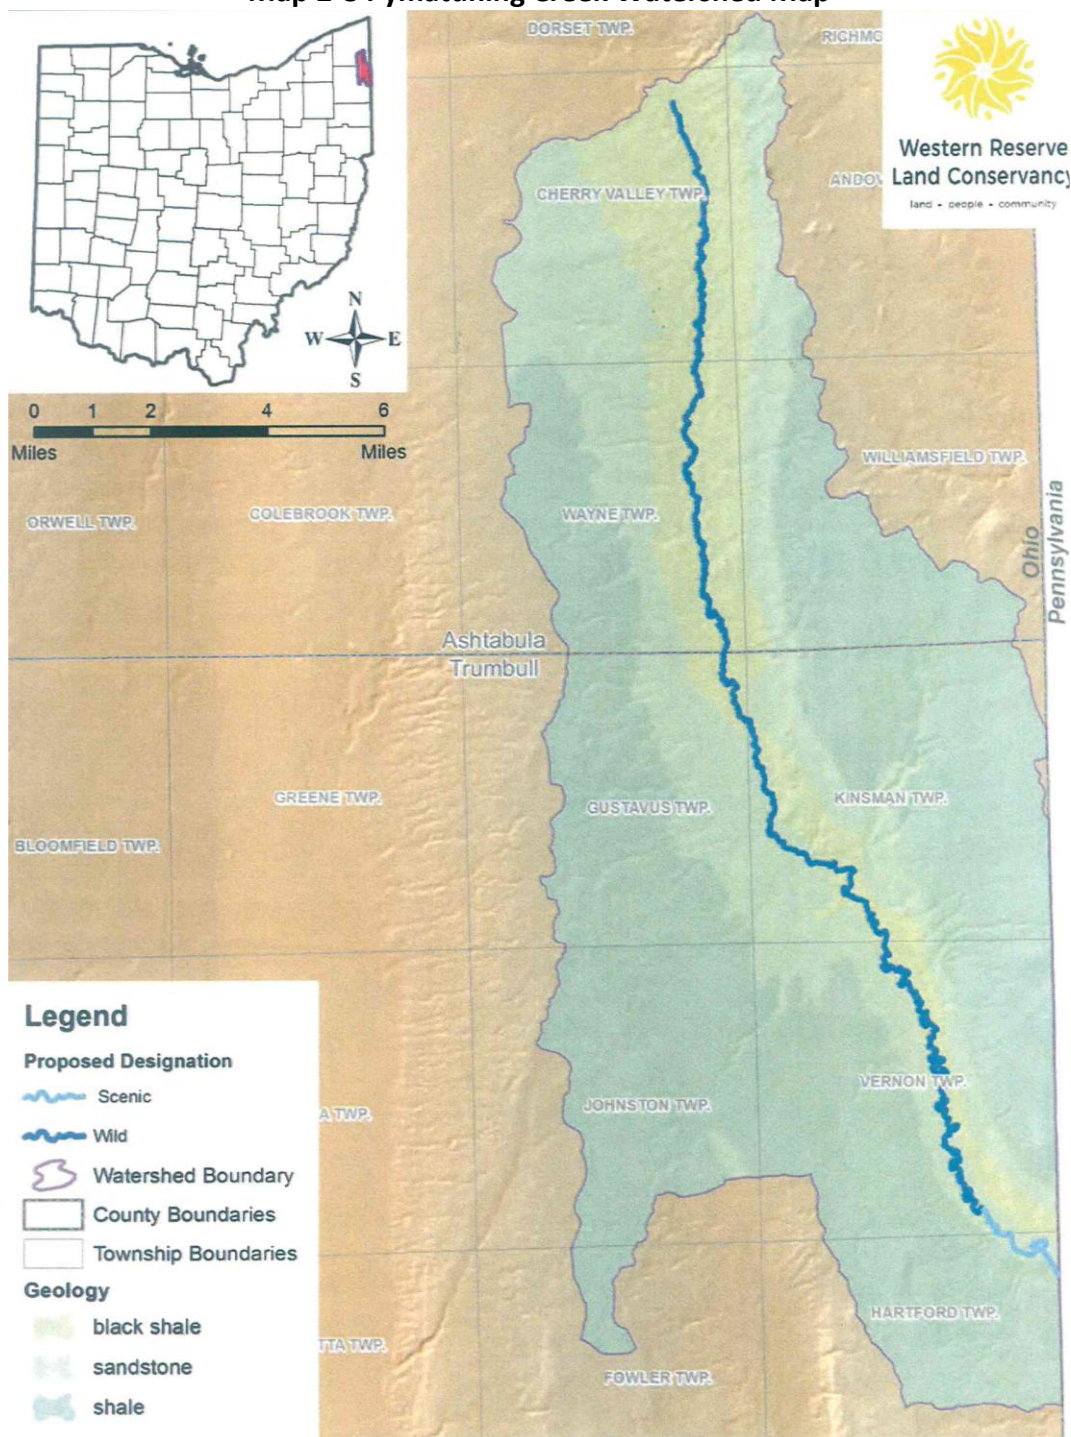 DORSET TWP.
RICHMO
Western Reserve
Land Conservancy
land • people • community
CHERRY VALLEY TWP.
ANDOV
N
W E
S
0 1 2 4 6
Miles Miles
WILLIAMSFIELD TWP.
ORWELL TWP.
COLEBROOK TWP.
WAYNE TWP.
Ohio
Pennsylvania
Ashtabula
Trumbull
GREENE TWP.
GUSTAVUS TWP.
KINSMAN TWP.
BLOOMFIELD TWP.
Legend
Proposed Designation
Scenic
Wild
Watershed Boundary
County Boundaries
Township Boundaries
Geology
black shale
sandstone
shale
A TWP.
JOHNSTON TWP.
VERNON TWP.
HARTFORD TWP.
TTA TWP.
FOWLER TWP.